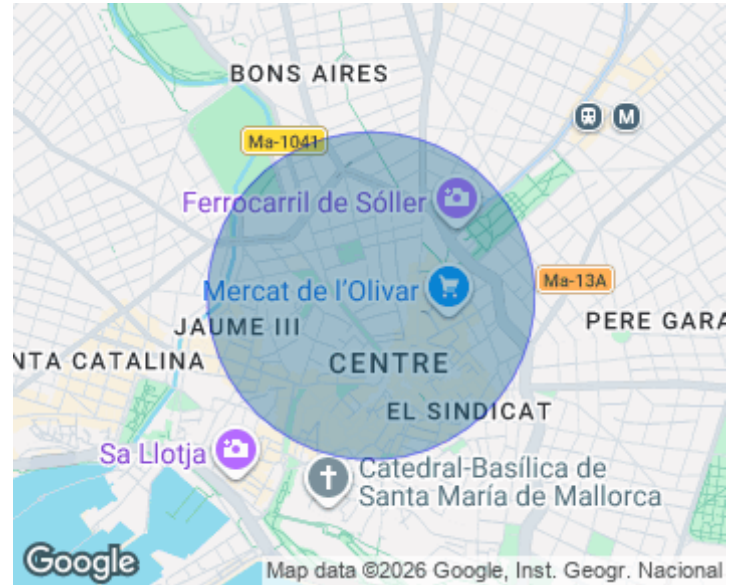 BONS AIRES
Ma-1041
M
Ferrocarril de Sóller
Mercat de l'Olivar
Ma-13A
JAUME III
PERE GARA
NTA CATALINA
CENTRE
EL SINDICAT
Sa Llotja
Catedral-Basílica de
Santa María de Mallorca
Google
Map data ©2026 Google, Inst. Geogr. Nacional